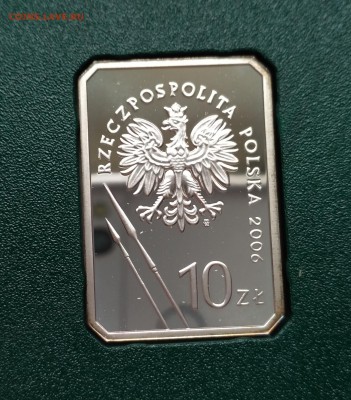 RZECZPOSPOLITA POLSKA 2006
10 ZŁ